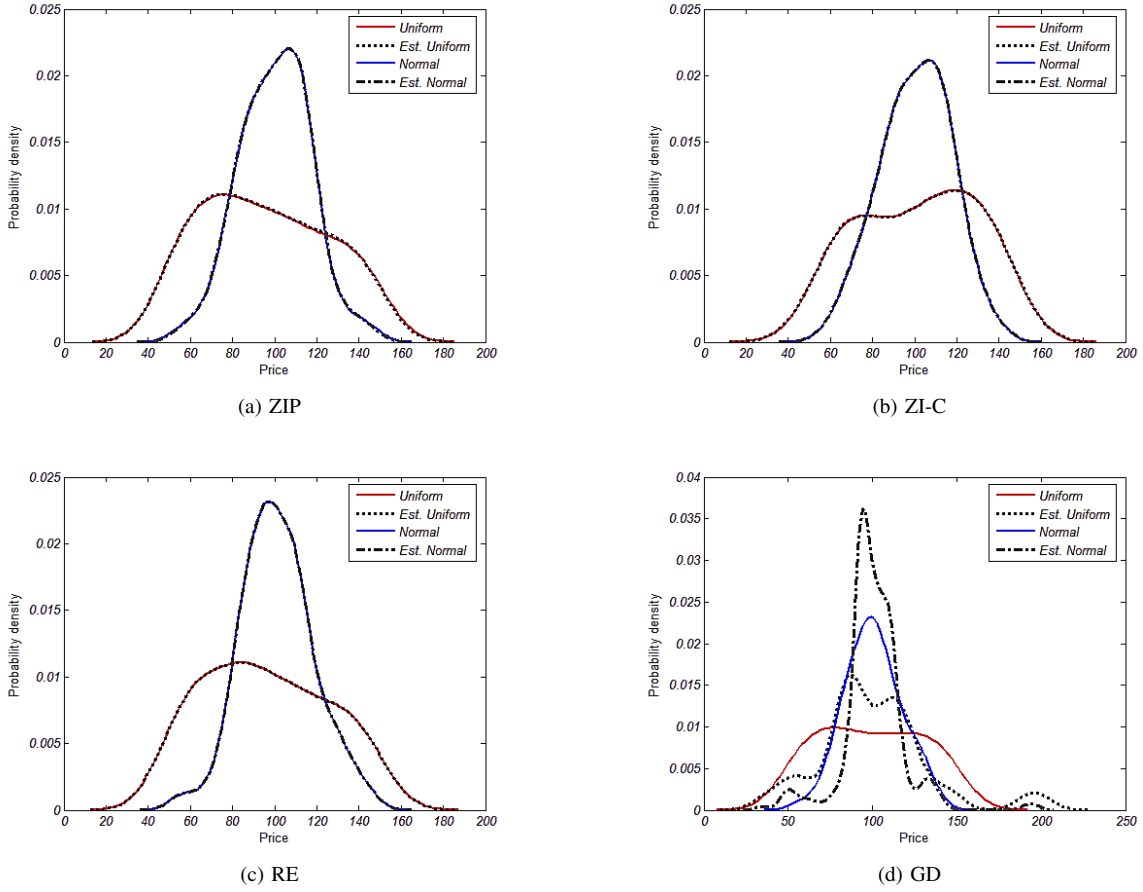 0.025
0.02
0.015
0.01
0.005
0
Probability density
0 20 40 60 80 100 120 140 160 180 200
Price
Uniform
Est. Uniform
Normal
Est. Normal
(a) ZIP
0.025
0.02
0.015
0.01
0.005
0
Probability density
0 20 40 60 80 100 120 140 160 180 200
Price
Uniform
Est. Uniform
Normal
Est. Normal
(b) ZI-C
0.025
0.02
0.015
0.01
0.005
0
Probability density
0 20 40 60 80 100 120 140 160 180 200
Price
Uniform
Est. Uniform
Normal
Est. Normal
(c) RE
0.04
0.035
0.03
0.025
0.02
0.015
0.01
0.005
0
Probability density
0 50 100 150 200 250
Price
Uniform
Est. Uniform
Normal
Est. Normal
(d) GD